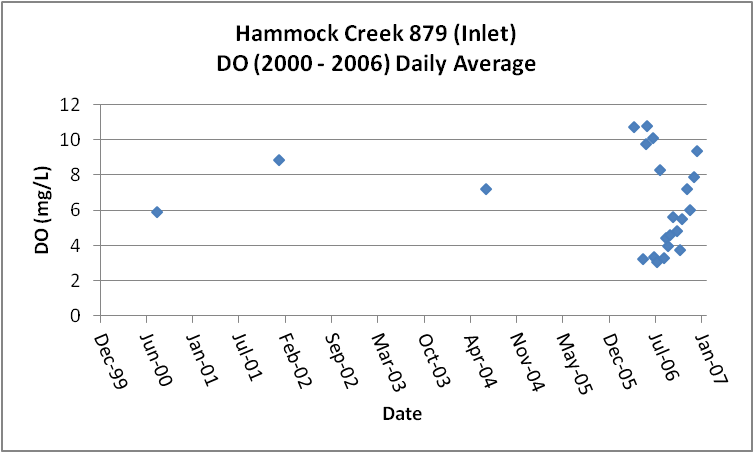 Hammock Creek 879 (Inlet)
DO (2000 - 2006) Daily Average
DO (mg/L)
12
10
8
6
4
2
0
Dec-99
Jun-00
Jan-01
Jul-01
Feb-02
Sep-02
Mar-03
Oct-03
Apr-04
Nov-04
May-05
Dec-05
Jul-06
Jan-07
Date